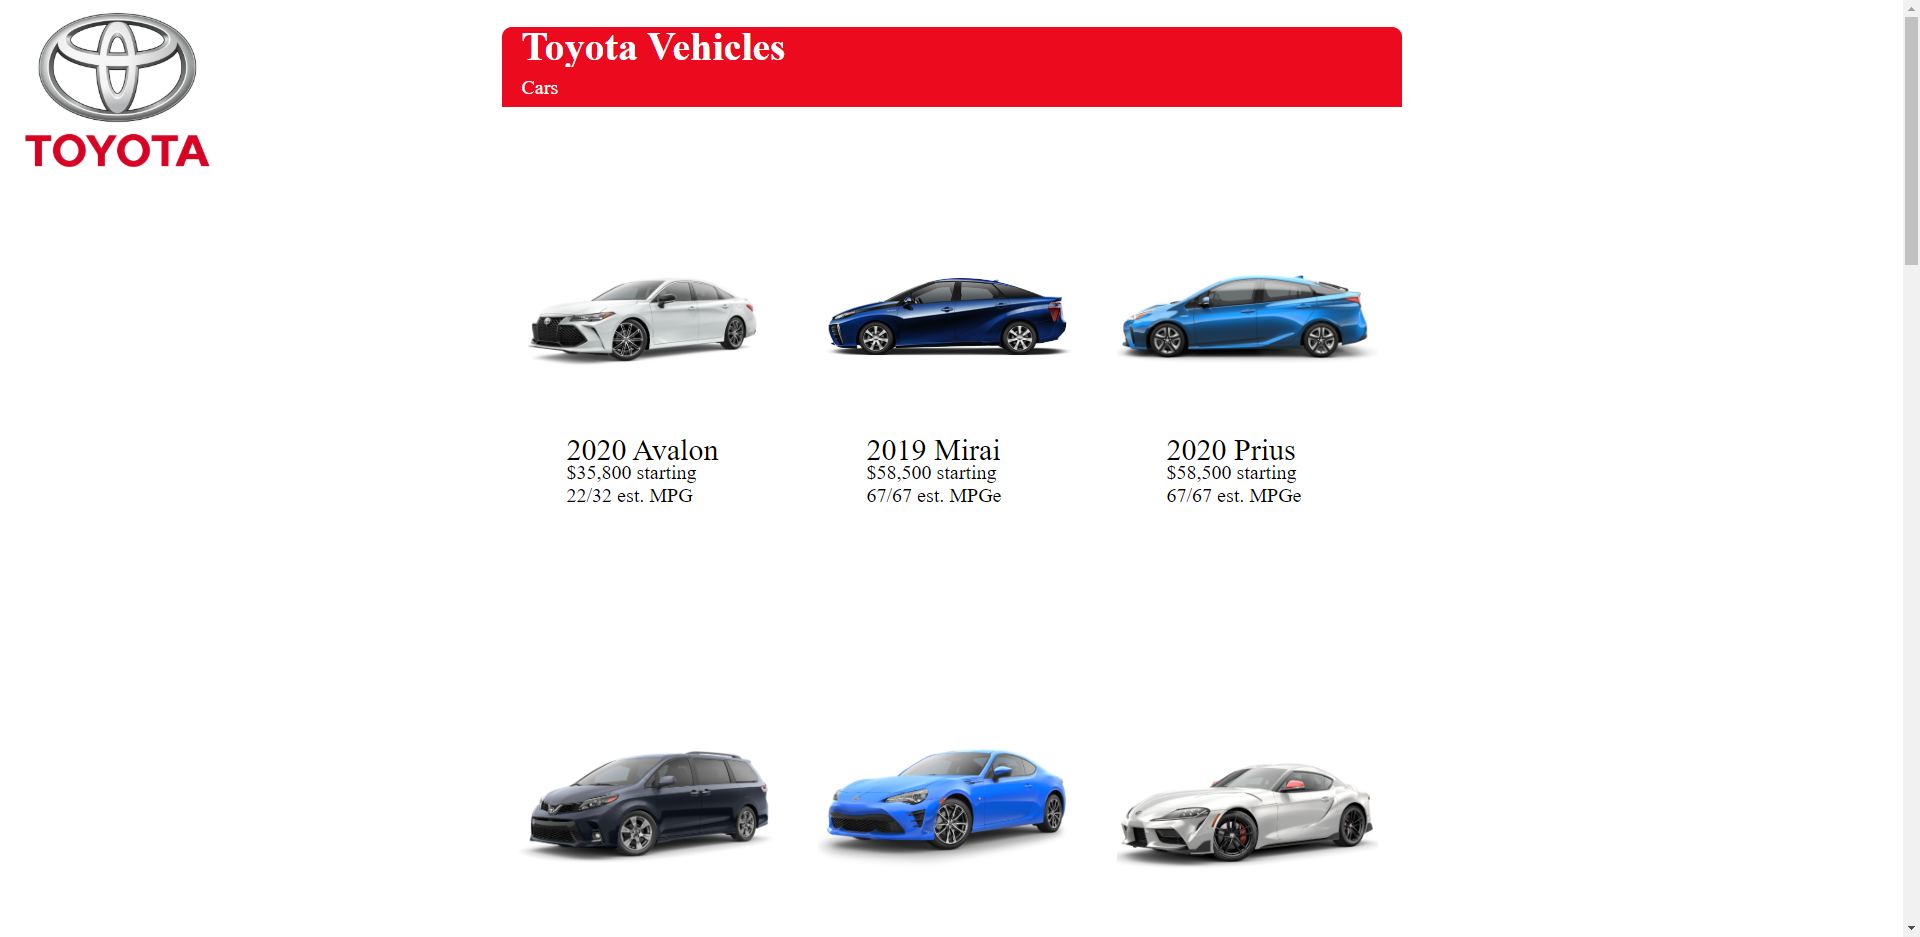 TOYOTA
Toyota Vehicles
Cars
2020 Avalon
$35,800 starting
22/32 est. MPG
2019 Mirai
$58,500 starting
67/67 est. MPGe
2020 Prius
$58,500 starting
67/67 est. MPGe